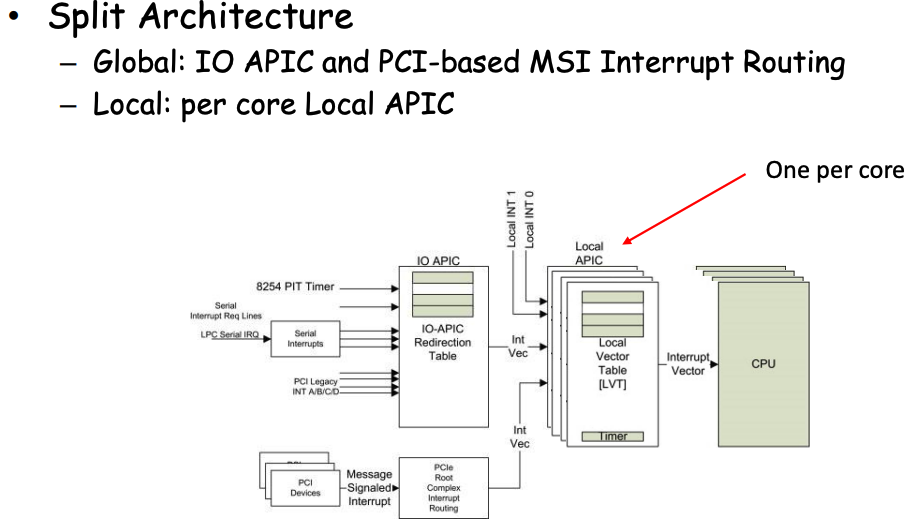 • Split Architecture
– Global: IO APIC and PCI-based MSI Interrupt Routing
– Local: per core Local APIC
One per core
Local INT 1
Local INT 0
Local
APIC
IO APIC
8254 PIT Timer
Serial
Interrupt Req Lines
LPC Serial IRQ
Serial
Interrupts
IO-APIC
Redirection
Table
Int
Vec
Local
Vector
Table
[LVT]
Interrupt
Vector
CPU
PCI Legacy
INT A/B/C/D
Timer
Int
Vec
PCI
Devices
Message
Signaled
Interrupt
PCIe
Root
Complex
Interrupt
Routing